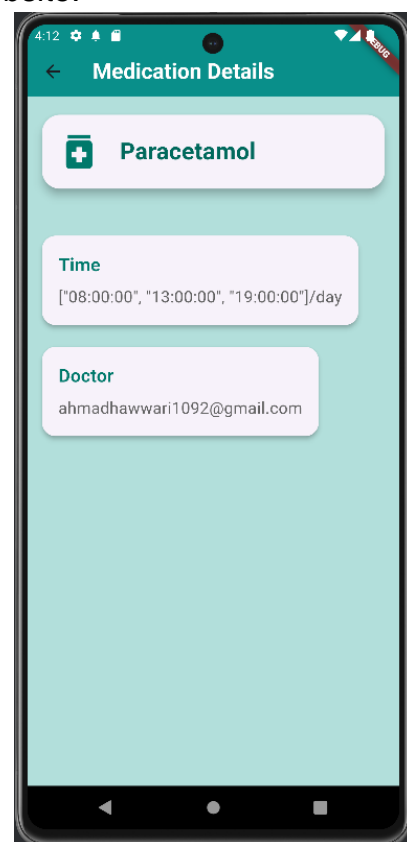 4:12
DEBUG
Medication Details
Paracetamol
Time
["08:00:00", "13:00:00", "19:00:00"]/day
Doctor
ahmadhawwari1092@gmail.com